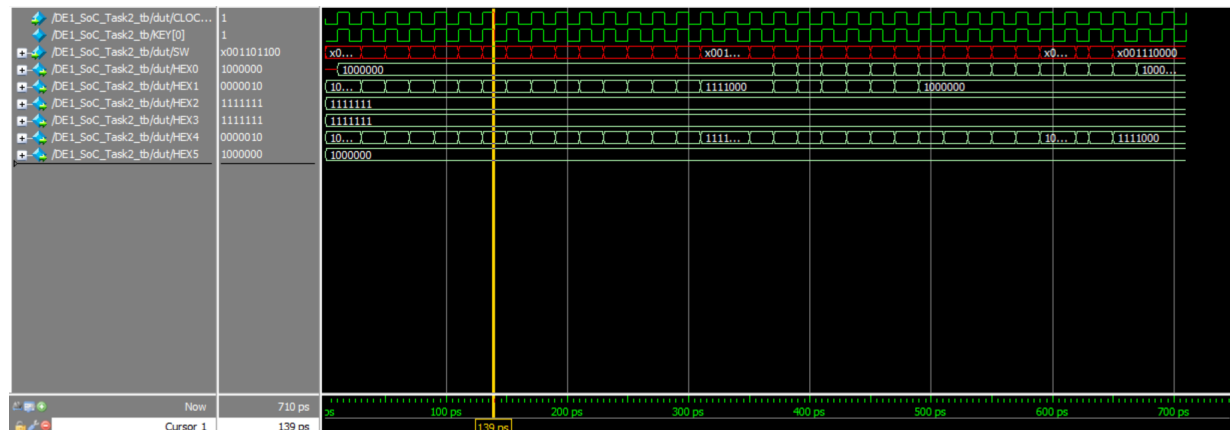 /DE1_SoC_Task2_tb/dut/CLOC... 1
/DE1_SoC_Task2_tb/KEY[0] 1
/DE1_SoC_Task2_tb/dut/SW x001101100 x0... x001... x0... x001110000
/DE1_SoC_Task2_tb/dut/HEX0 1000000 1000000 1000...
/DE1_SoC_Task2_tb/dut/HEX1 0000010 10... 1111000 1000000
/DE1_SoC_Task2_tb/dut/HEX2 1111111 1111111
/DE1_SoC_Task2_tb/dut/HEX3 1111111 1111111
/DE1_SoC_Task2_tb/dut/HEX4 0000010 10... 1111... 10... 1111000
/DE1_SoC_Task2_tb/dut/HEX5 1000000 1000000
Now 710 ps ps 100 ps 200 ps 300 ps 400 ps 500 ps 600 ps 700 ps
Cursor 1 139 ps 139 ps